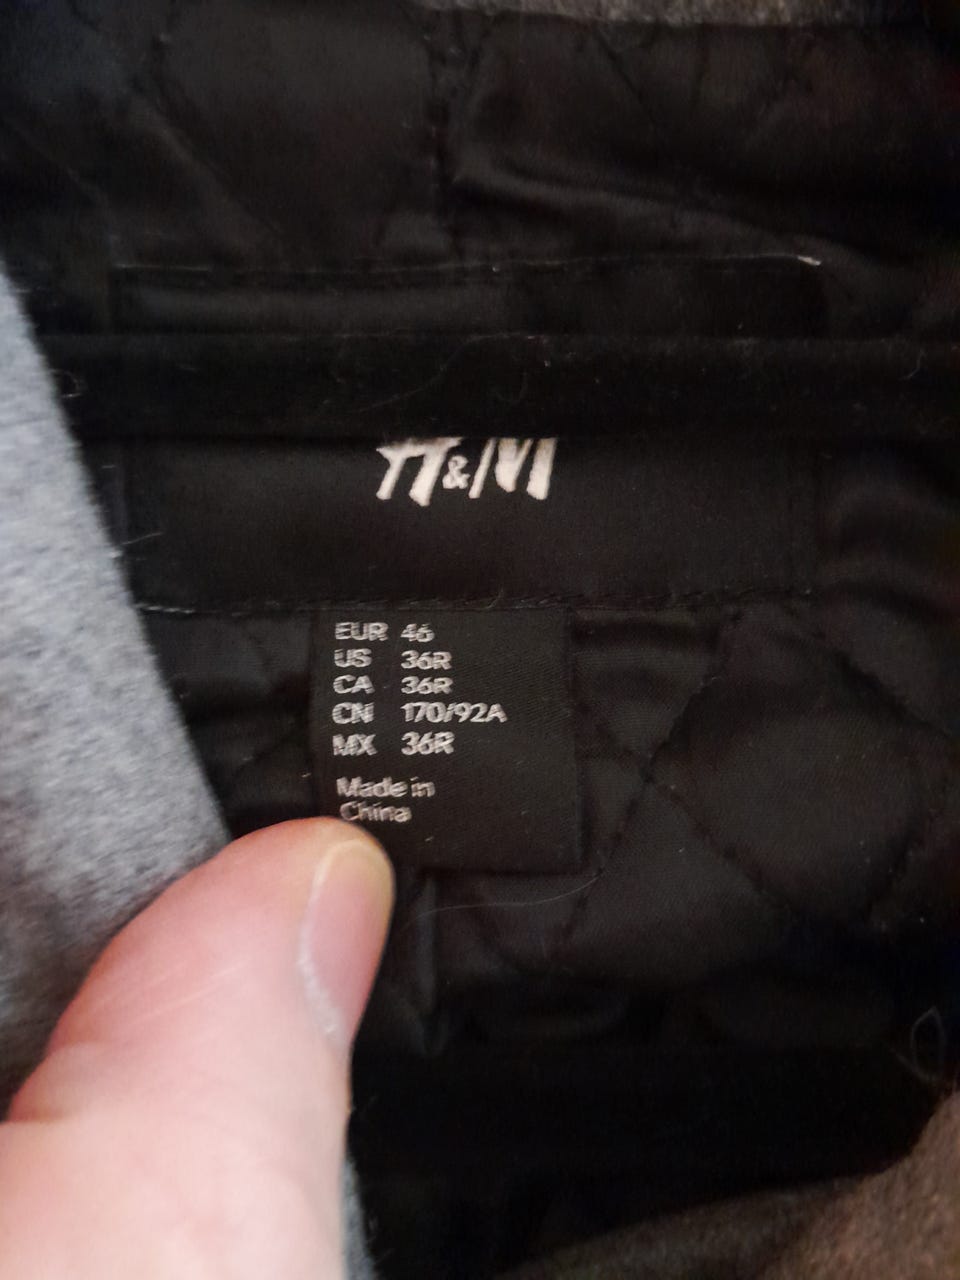 H&M
EUR 46
US 36R
CA 36R
CN 170/92A
MX 36R
Made in
China